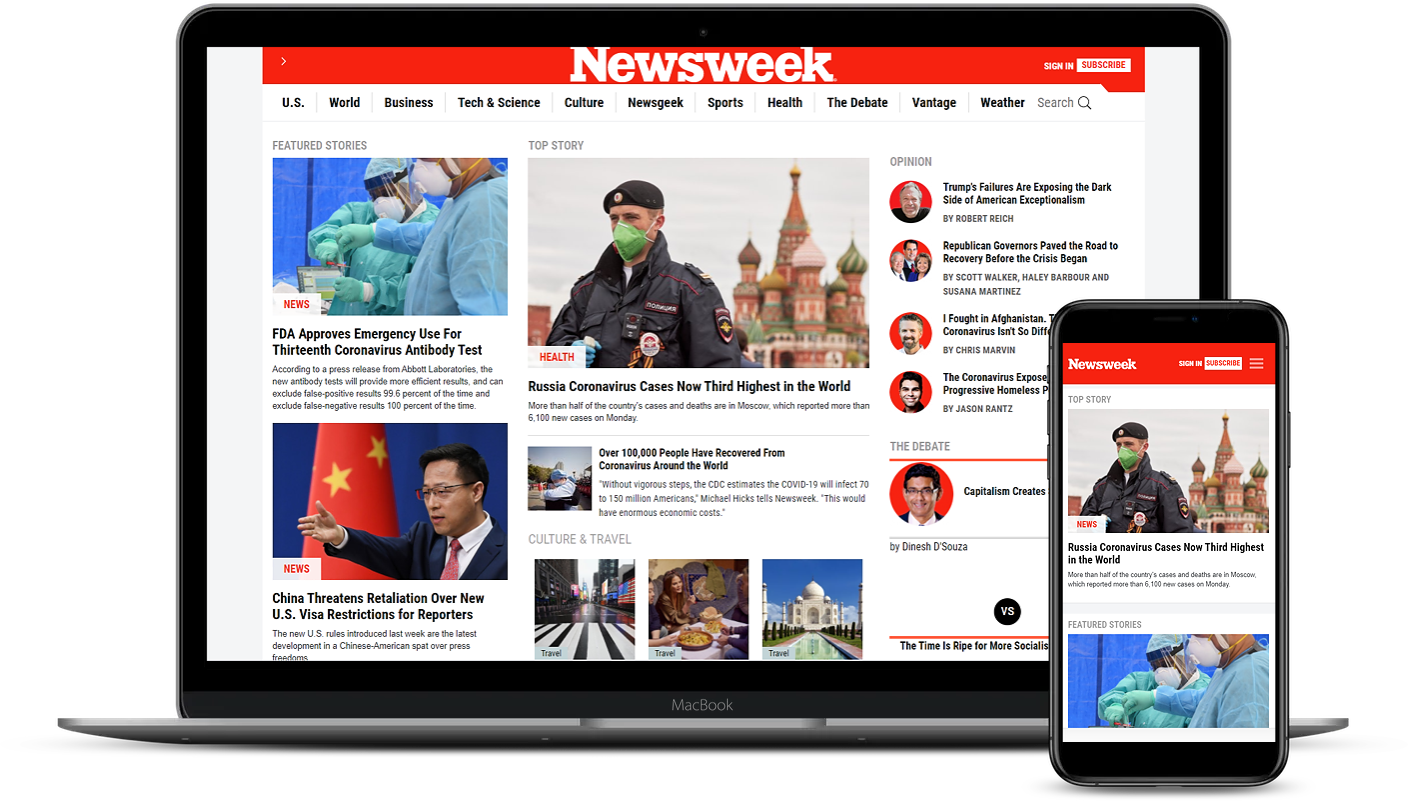 Newsweek
SIGN IN SUBSCRIBE
U.S. World Business Tech & Science Culture Newsgeek Sports Health The Debate Vantage Weather Search
FEATURED STORIES
NEWS
FDA Approves Emergency Use For
Thirteenth Coronavirus Antibody Test
According to a press release from Abbott Laboratories, the
new antibody tests will provide more efficient results, and can
exclude false-positive results 99.6 percent of the time and
exclude false-negative results 100 percent of the time.
NEWS
China Threatens Retaliation Over New
U.S. Visa Restrictions for Reporters
The new U.S. rules introduced last week are the latest
development in a Chinese-American spat over press
freedoms.
TOP STORY
ПОЛИЦИЯ
HEALTH
Russia Coronavirus Cases Now Third Highest in the World
More than half of the country's cases and deaths are in Moscow, which reported more than
6,100 new cases on Monday.
Over 100,000 People Have Recovered From
Coronavirus Around the World
"Without vigorous steps, the CDC estimates the COVID-19 will infect 70
to 150 million Americans," Michael Hicks tells Newsweek. "This would
have enormous economic costs."
CULTURE & TRAVEL
Travel
Travel
Travel
OPINION
Trump's Failures Are Exposing the Dark
Side of American Exceptionalism
BY ROBERT REICH
Republican Governors Paved the Road to
Recovery Before the Crisis Began
BY SCOTT WALKER, HALEY BARBOUR AND
SUSANA MARTINEZ
I Fought in Afghanistan.
Coronavirus Isn't So
BY CHRIS MARVIN
The Coronavirus
Progressive Homeless
BY JASON RANTZ
THE DEBATE
Capitalism Creates
by Dinesh D'Souza
VS
The Time Is Ripe for More
MacBook
Newsweek
SIGN IN SUBSCRIBE
TOP STORY
NEWS
Russia Coronavirus Cases Now Third Highest
in the World
More than half of the country's cases and deaths are in Moscow,
which reported more than 6,100 new cases on Monday.
FEATURED STORIES